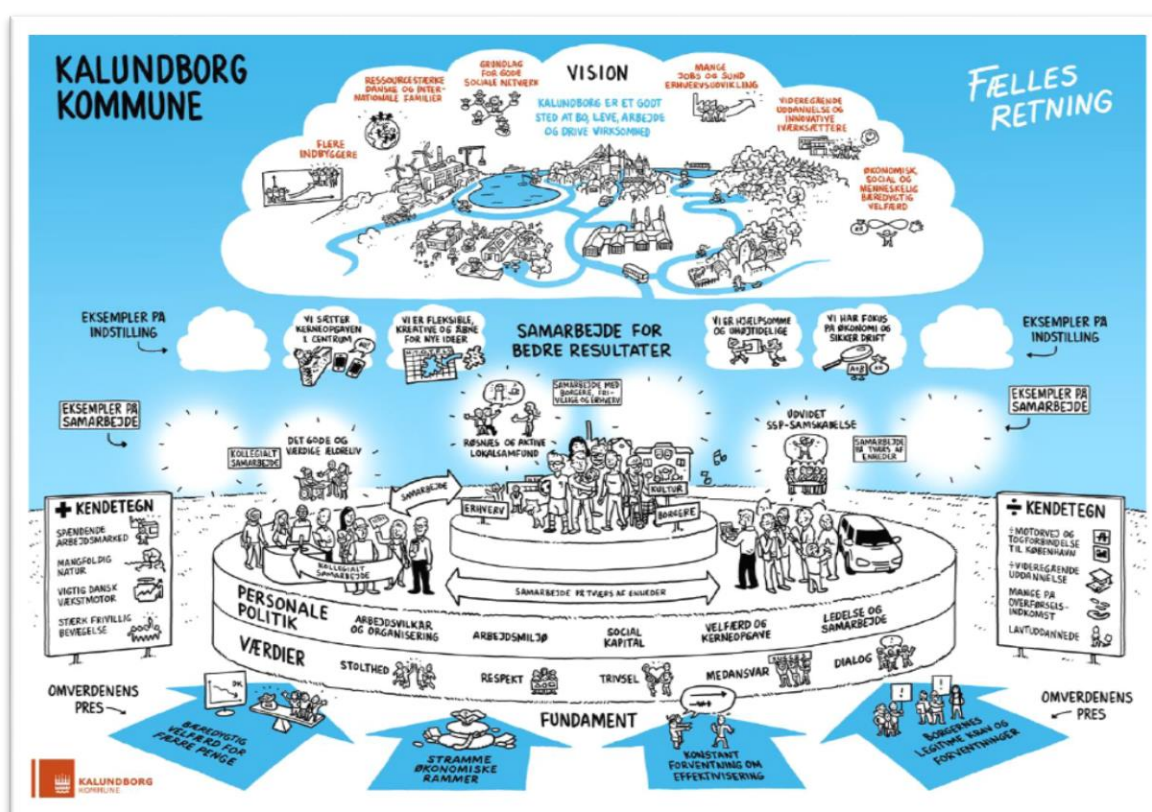 KALUNDBORG
KOMMUNE
FÆLLES
RETNING
VISION
KALUNDBORG ER ET GODT
STED AT BO, LEVE, ARBEJDE
OG DRIVE VIRKSOMHED
FLERE
INDBYGGERE
RESSOURCESTÆRKE
DANSKE OG INTER-
NATIONALE FAMILIER
GRUNDLAG
FOR GODE
SOCIALE NETVÆRK
MANGE
JOBS OG SUND
ERHVERVSUDVIKLING
VIDEREGÅENDE
UDDANNELSE OG
INNOVATIVE
IVÆRKSÆTTERE
ØKONOMISK,
SOCIAL OG
MENNESKELIG
BÆREDYGTIG
VELFÆRD
EKSEMPLER PÅ
INDSTILLING
VI SÆTTER
KERNEOPGAVEN
I CENTRUM
VI ER FLEKSIBLE,
KREATIVE OG ÅBNE
FOR NYE IDEER
SAMARBEJDE FOR
BEDRE RESULTATER
VI ER HJÆLPSOMME
OG UHØJTIDELIGE
VI HAR FOKUS
PÅ ØKONOMI OG
SIKKER DRIFT
EKSEMPLER PÅ
INDSTILLING
EKSEMPLER PÅ
SAMARBEJDE
KOLLEGIALT
SAMARBEJDE
DET GODE OG
VÆRDIGE ÆLDRELIV
RØSNÆS OG AKTIVE
LOKALSAMFUND
SAMARBEJDE MED
BORGERE, FRI-
VILLIGE OG ERHVERV
UDVIDET
SSP-SAMSKABELSE
SAMARBEJDE
PÅ TVÆRS AF
ENHEDER
EKSEMPLER PÅ
SAMARBEJDE
SAMARBEJDE
ERHVERV
KULTUR
BORGERE
KOLLEGIALT
SAMARBEJDE
SAMARBEJDE PÅ TVÆRS AF ENHEDER
+ KENDETEGN
SPÆNDENDE
ARBEJDSMARKED
MANGFOLDIG
NATUR
VIGTIG DANSK
VÆKSTMOTOR
STÆRK FRIVILLIG
BEVÆGELSE
÷ KENDETEGN
÷MOTORVEJ OG
TOGFORBINDELSE
TIL KØBENHAVN
÷VIDEREGÅENDE
UDDANNELSE
MANGE PÅ
OVERFØRSELS-
INDKOMST
LAVTUDDANNEDE
PERSONALE
POLITIK
ARBEJDSVILKÅR
OG ORGANISERING
ARBEJDSMILJØ
SOCIAL
KAPITAL
VELFÆRD OG
KERNEOPGAVE
LEDELSE OG
SAMARBEJDE
VÆRDIER
STOLTHED
RESPEKT
TRIVSEL
MEDANSVAR
DIALOG
FUNDAMENT
OMVERDENENS
PRES
DK
BÆREDYGTIG
VELFÆRD FOR
FÆRRE PENGE
STRAMME
ØKONOMISKE
RAMMER
KONSTANT
FORVENTNING OM
EFFEKTIVISERING
BORGERNES
LEGITIME KRAV OG
FORVENTNINGER
OMVERDENENS
PRES
KALUNDBORG
KOMMUNE